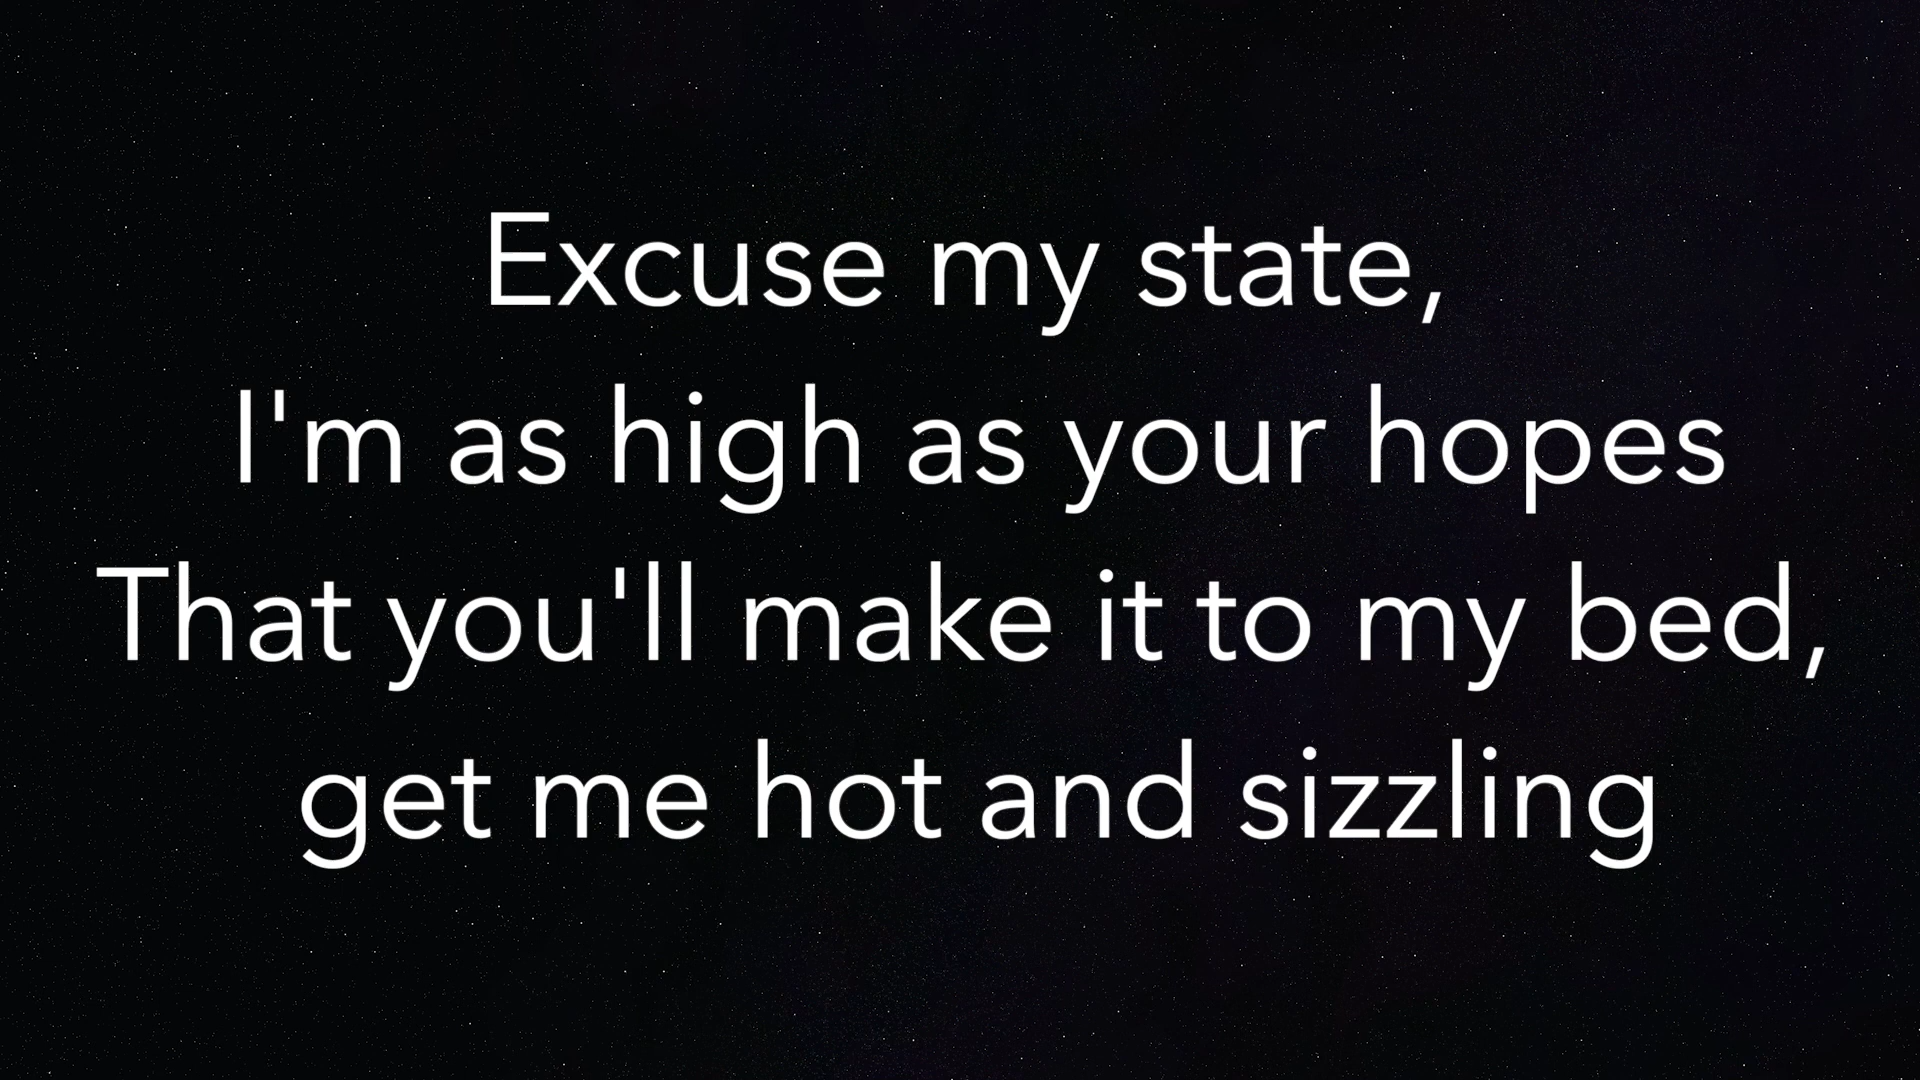 Excuse my state,
I'm as high as your hopes
That you'll make it to my bed,
get me hot and sizzling